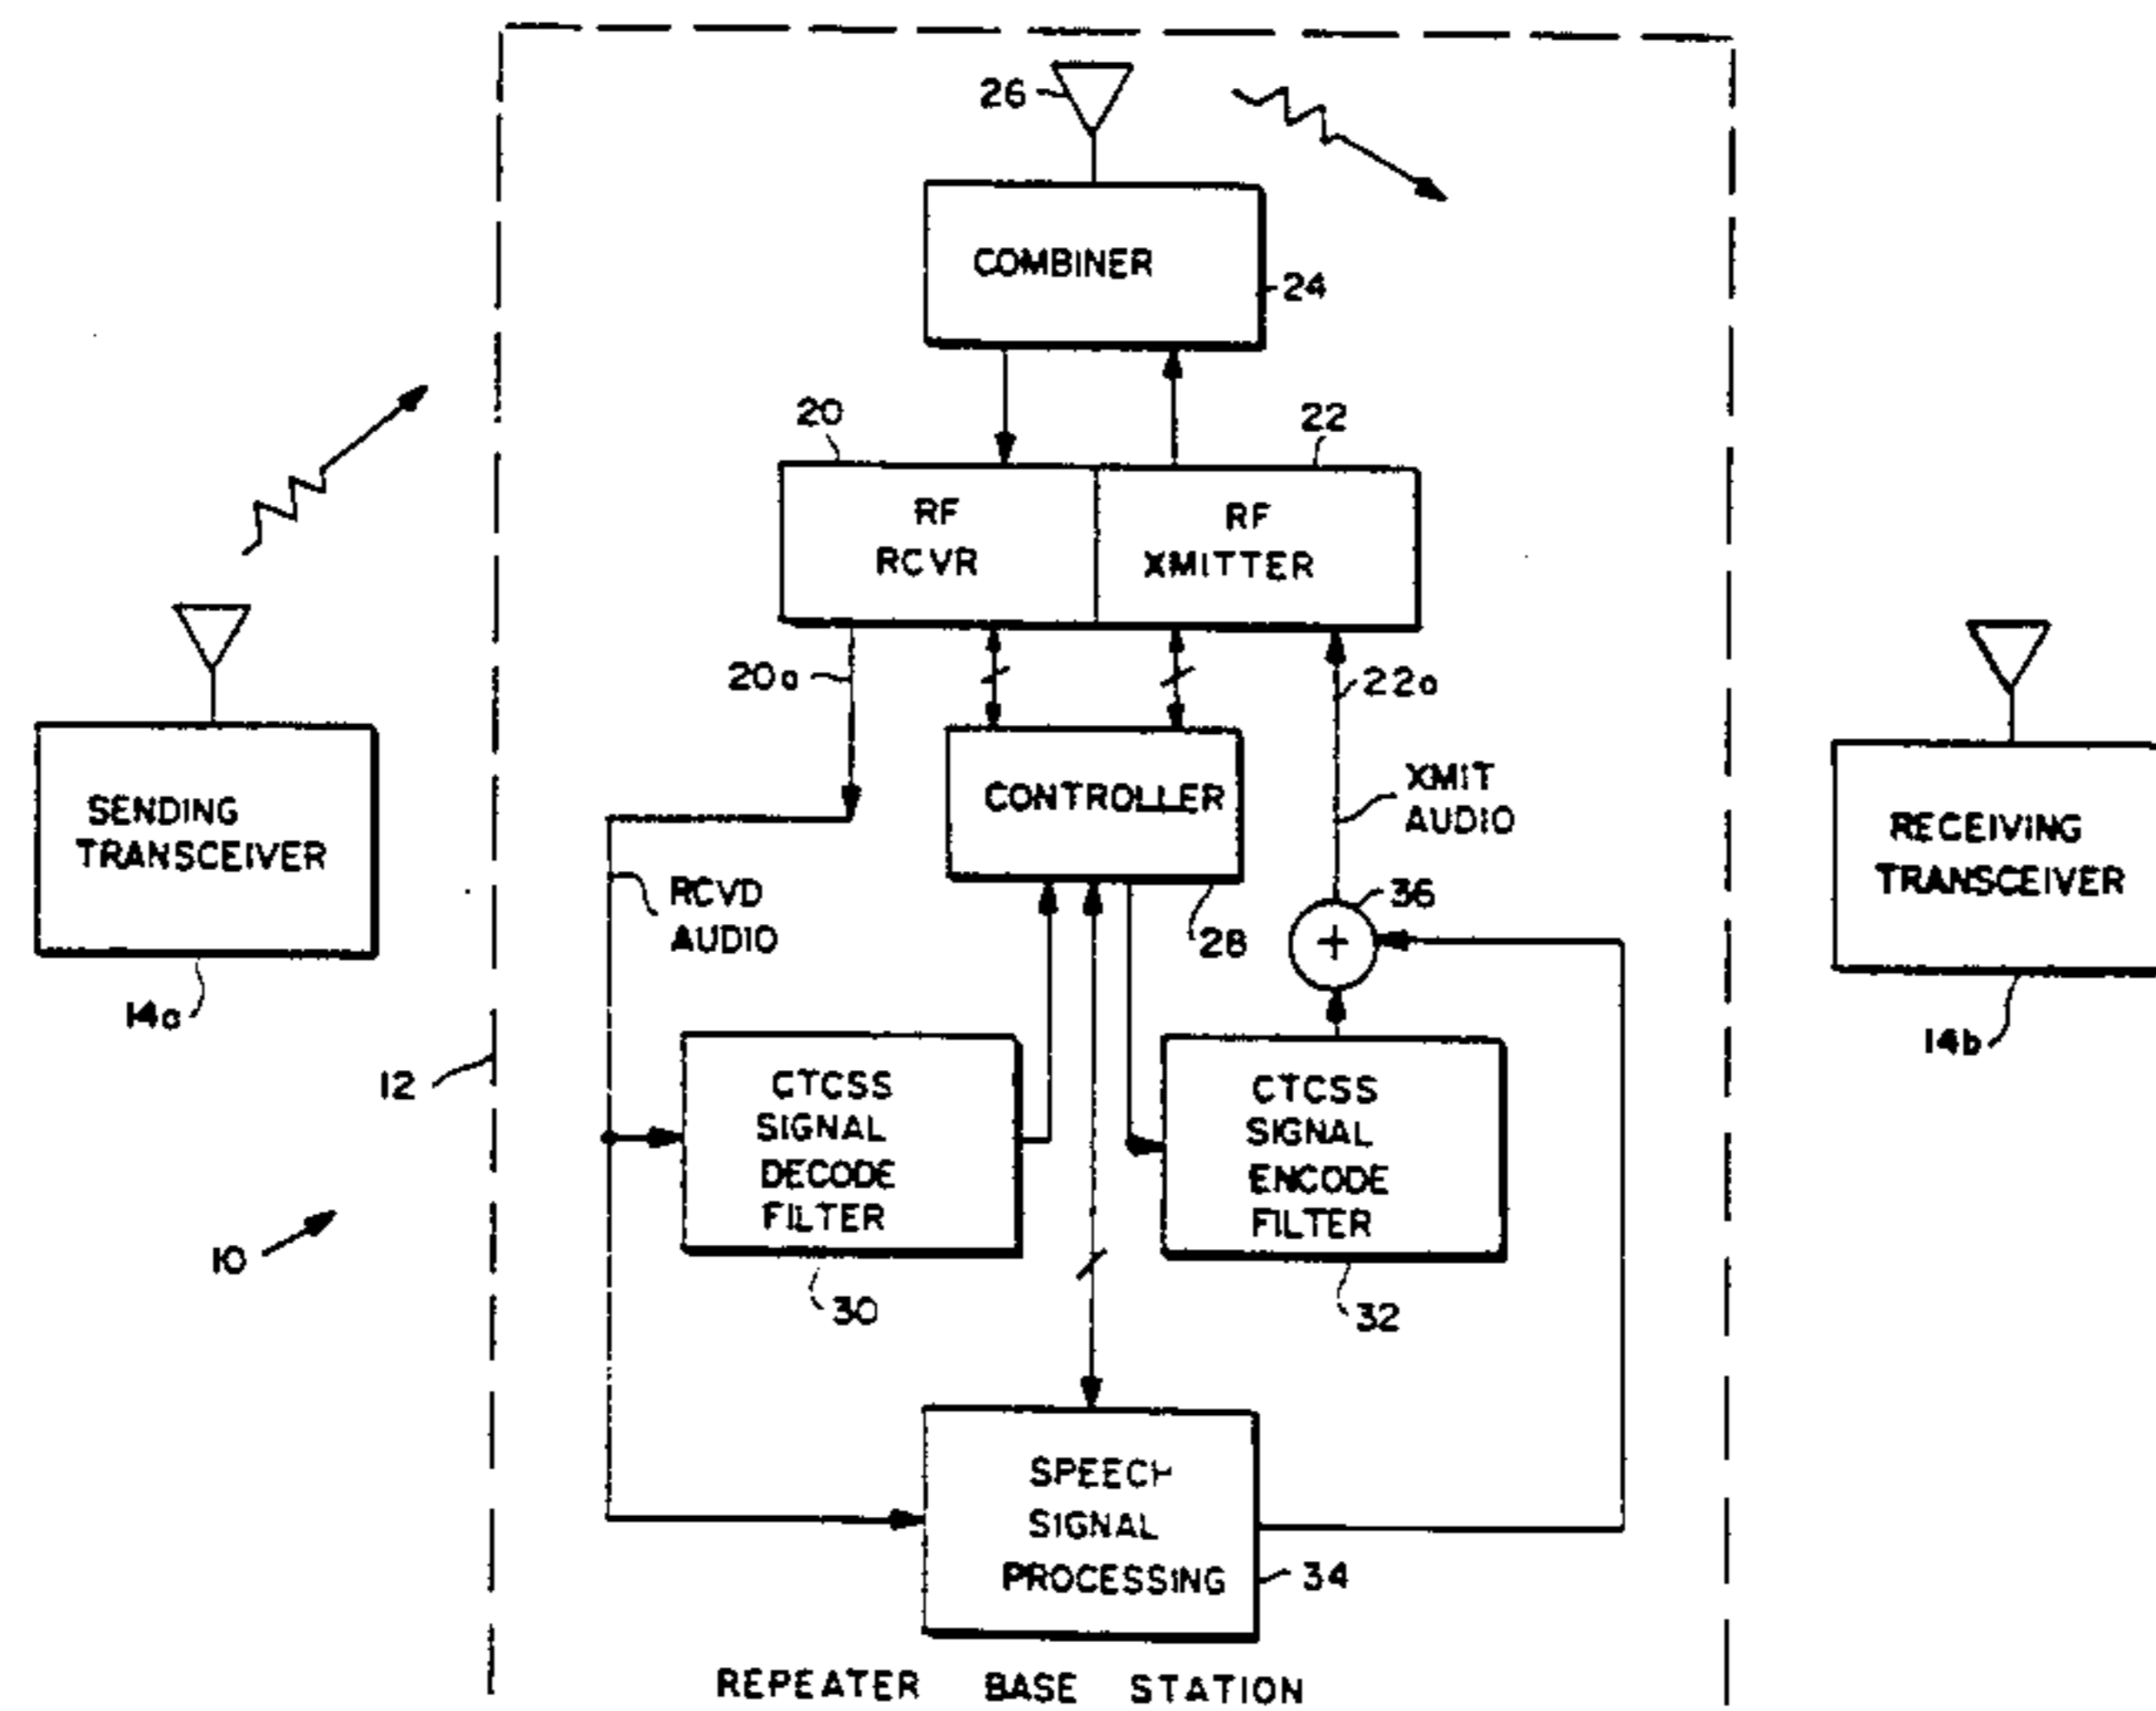 26
COMBINER
24
20
22
RF
RCVR
RF
XMITTER
20a
22a
CONTROLLER
XMIT
AUDIO
SENDING
TRANSCEIVER
RECEIVING
TRANSCEIVER
RCVD
AUDIO
36
28
14a
14b
12
CTCSS
SIGNAL
DECODE
FILTER
CTCSS
SIGNAL
ENCODE
FILTER
10
30
32
SPEECH
SIGNAL
PROCESSING
34
REPEATER BASE STATION